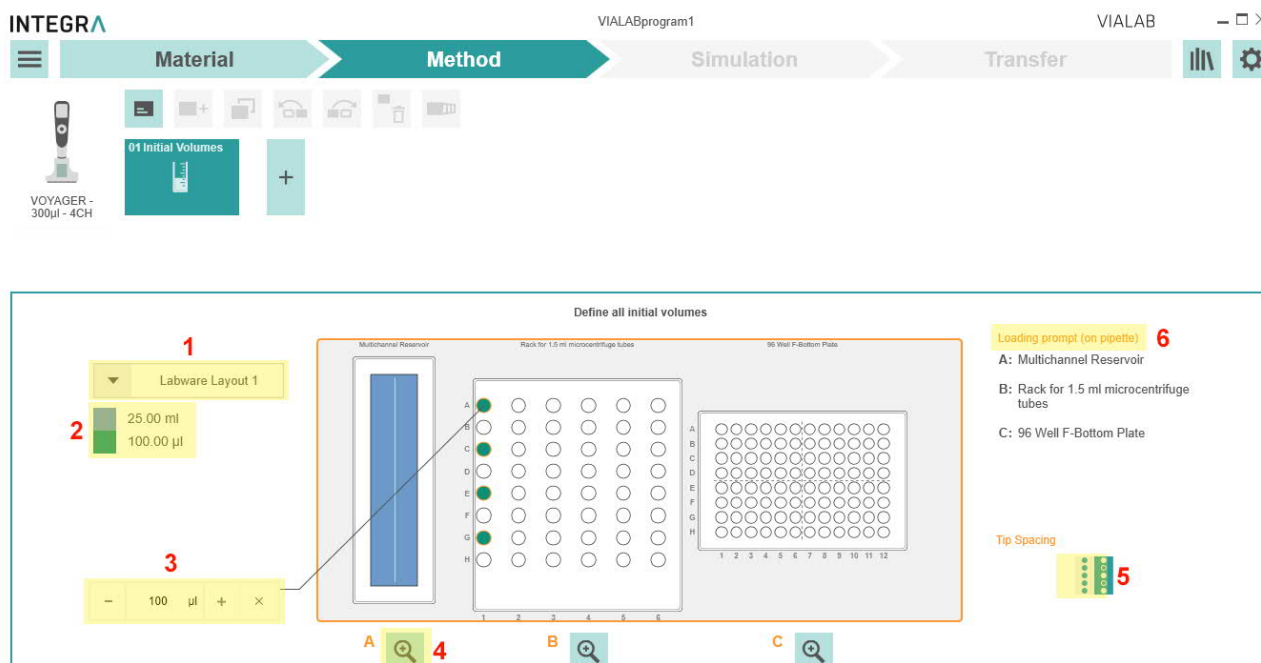 INTEGRA
VIALABprogram1
VIALAB
Material
Method
Simulation
Transfer
01 Initial Volumes
+
VOYAGER -
300µl - 4CH
Define all initial volumes
1
Labware Layout 1
2
25.00 ml
100.00 µl
3
− 100 µl + ×
Multichannel Reservoir
Rack for 1.5 ml microcentrifuge tubes
96 Well F-Bottom Plate
A
B
C
D
E
F
G
H
1 2 3 4 5 6
A
B
C
D
E
F
G
H
1 2 3 4 5 6 7 8 9 10 11 12
Loading prompt (on pipette) 6
A: Multichannel Reservoir
B: Rack for 1.5 ml microcentrifuge
tubes
C: 96 Well F-Bottom Plate
Tip Spacing
5
A 4 B C